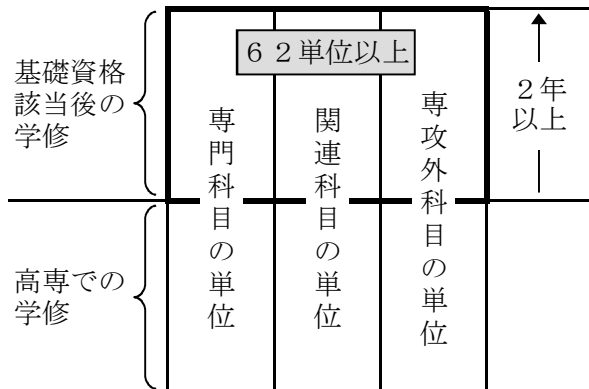 ６２単位以上
基礎資格
該当後の
学修
専門科目の単位
関連科目の単位
専攻外科目の単位
２年
以上
高専での
学修